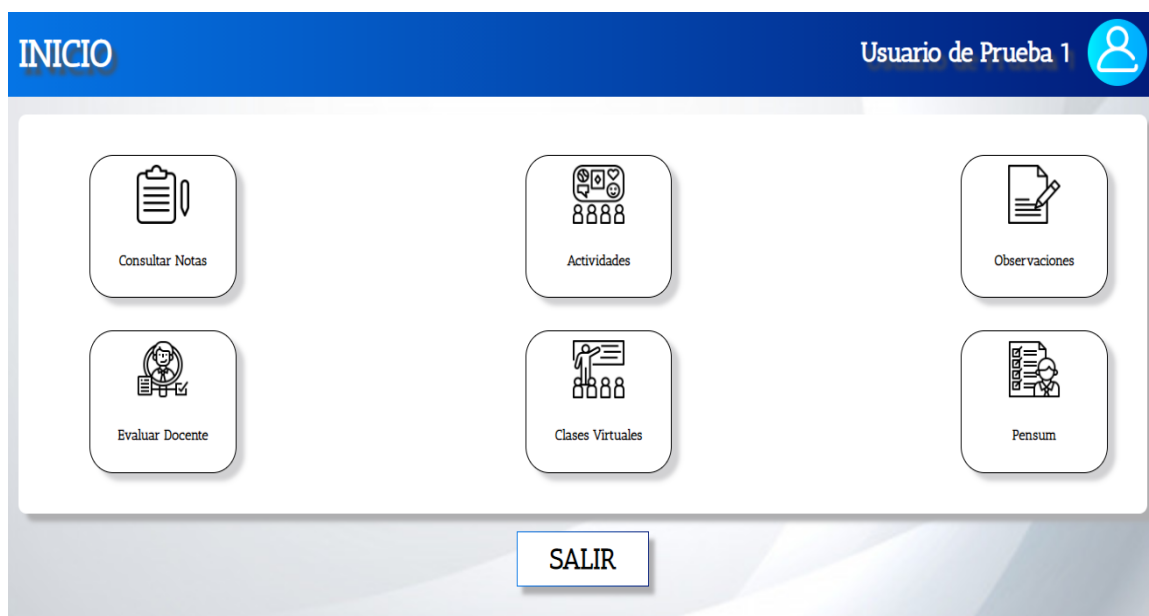 INICIO
Usuario de Prueba 1
Consultar Notas
Actividades
Observaciones
Evaluar Docente
Clases Virtuales
Pensum
SALIR